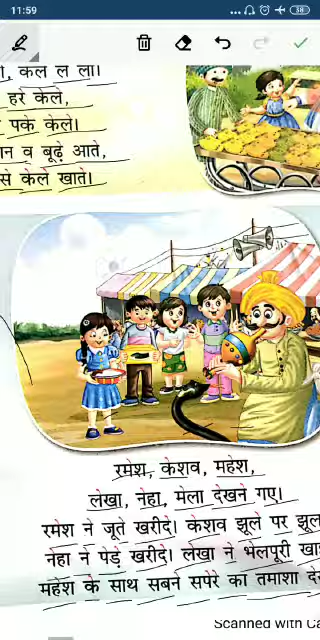 11:59
38
, कल ल ला।
हरे केले,
पके केले।
व बूढ़े आते,
से केले खाते।
रमेश, केशव, महेश,
लेखा, नेहा, मेला देखने गए।
रमेश ने जूते खरीदे। केशव झूले पर
नेहा ने पेड़े खरीदे। लेखा ने भेलपूरी
महेश के साथ सबने सपेरे का तमाशा
Scanned with